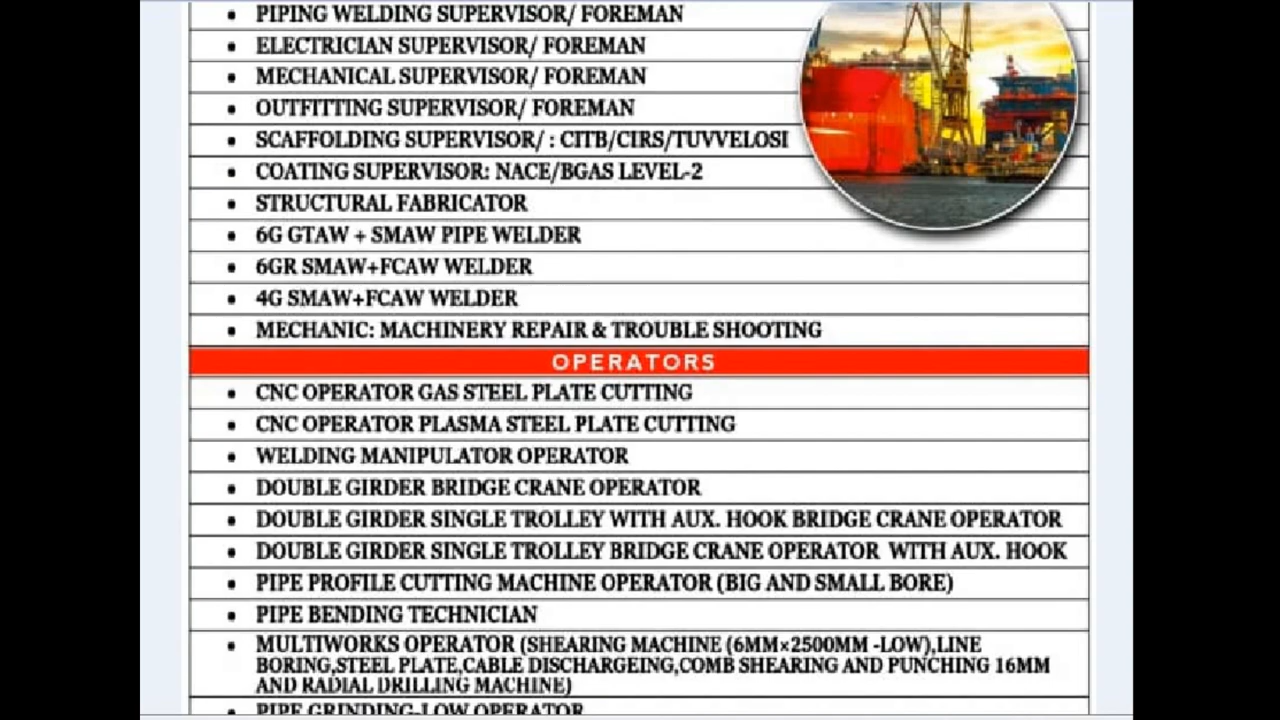 • PIPING WELDING SUPERVISOR/ FOREMAN
• ELECTRICIAN SUPERVISOR/ FOREMAN
• MECHANICAL SUPERVISOR/ FOREMAN
• OUTFITTING SUPERVISOR/ FOREMAN
• SCAFFOLDING SUPERVISOR/ : CITB/CIRS/TUVVELOSI
• COATING SUPERVISOR: NACE/BGAS LEVEL-2
• STRUCTURAL FABRICATOR
• 6G GTAW + SMAW PIPE WELDER
• 6GR SMAW+FCAW WELDER
• 4G SMAW+FCAW WELDER
• MECHANIC: MACHINERY REPAIR & TROUBLE SHOOTING
OPERATORS
• CNC OPERATOR GAS STEEL PLATE CUTTING
• CNC OPERATOR PLASMA STEEL PLATE CUTTING
• WELDING MANIPULATOR OPERATOR
• DOUBLE GIRDER BRIDGE CRANE OPERATOR
• DOUBLE GIRDER SINGLE TROLLEY WITH AUX. HOOK BRIDGE CRANE OPERATOR
• DOUBLE GIRDER SINGLE TROLLEY BRIDGE CRANE OPERATOR WITH AUX. HOOK
• PIPE PROFILE CUTTING MACHINE OPERATOR (BIG AND SMALL BORE)
• PIPE BENDING TECHNICIAN
• MULTIWORKS OPERATOR (SHEARING MACHINE (6MM×2500MM -LOW),LINE
BORING,STEEL PLATE,CABLE DISCHARGEING,COMB SHEARING AND PUNCHING 16MM
AND RADIAL DRILLING MACHINE)
• PIPE GRINDING-LOW OPERATOR